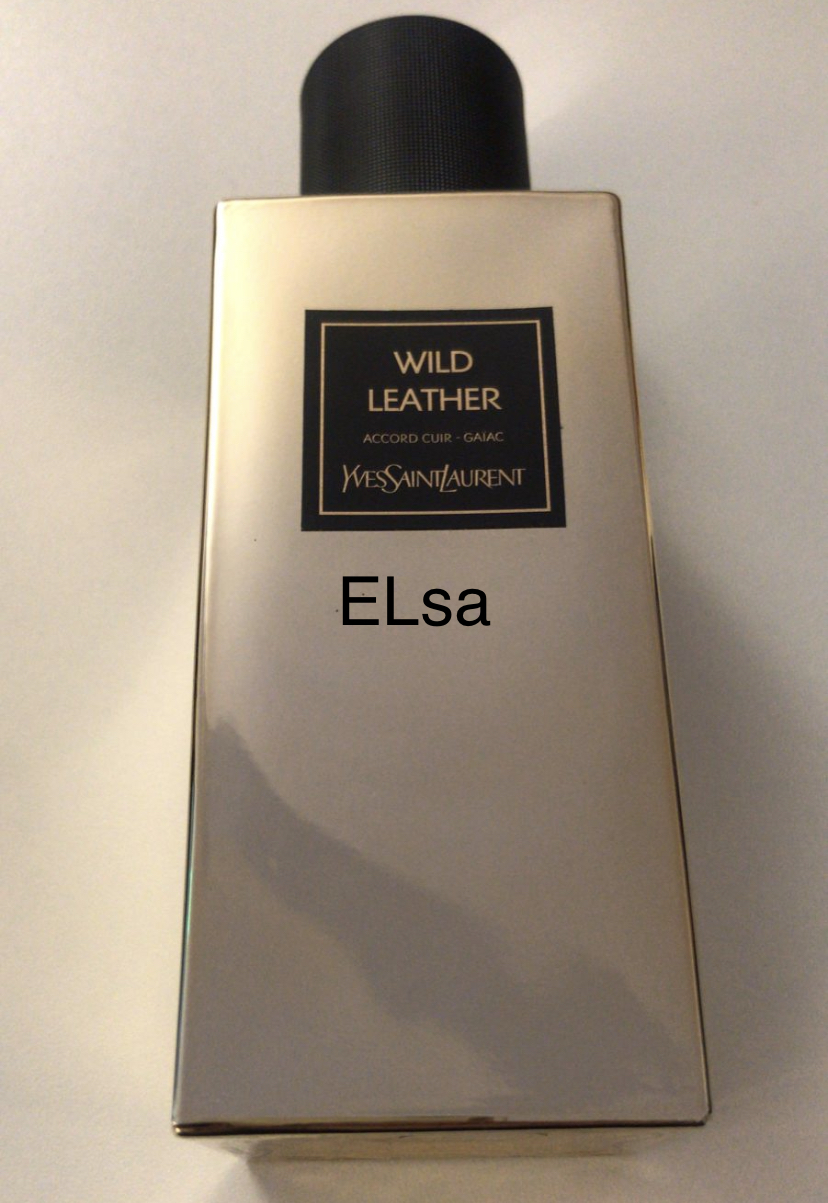 WILD
LEATHER
ACCORD CUIR - GAÏAC
YVESSAINTLAURENT
ELsa